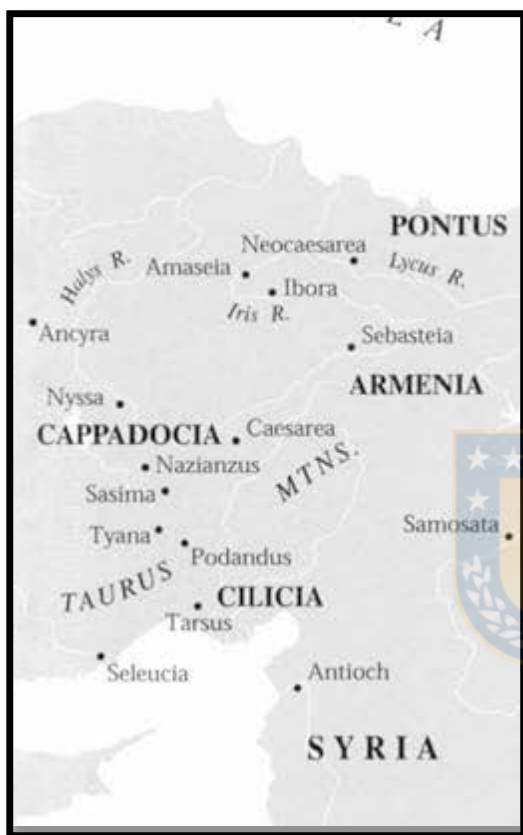 E A
PONTUS
Neocaesarea
Lycus R.
Halys R.
Amaseia
Ibora
Iris R.
Ancyra
Sebasteia
ARMENIA
Nyssa
CAPPADOCIA
Caesarea
MTNS.
Nazianzus
Sasima
Samosata
Tyana
Podandus
TAURUS
CILICIA
Tarsus
Seleucia
Antioch
SYRIA